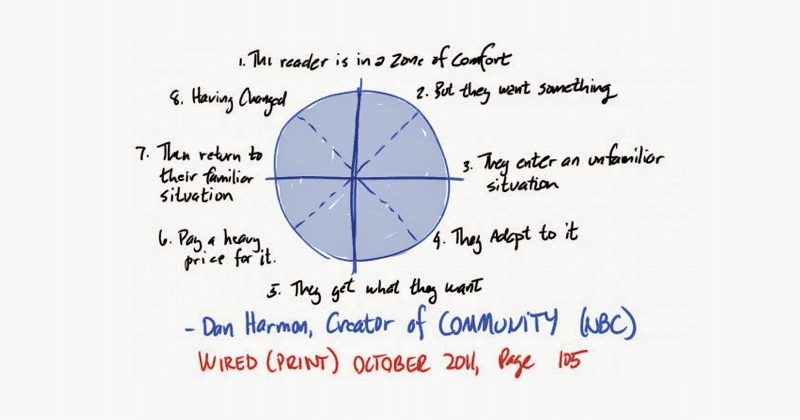 1. The reader is in a Zone of Comfort
2. But they want something
3. They enter an unfamiliar
situation
4. They Adapt to it
5. They get what they want
6. Pay a heavy
price for it.
7. Then return to
their familiar
situation
8. Having Changed
- Dan Harmon, Creator of COMMUNITY (NBC)
WIRED (PRINT) OCTOBER 2011, Page 105